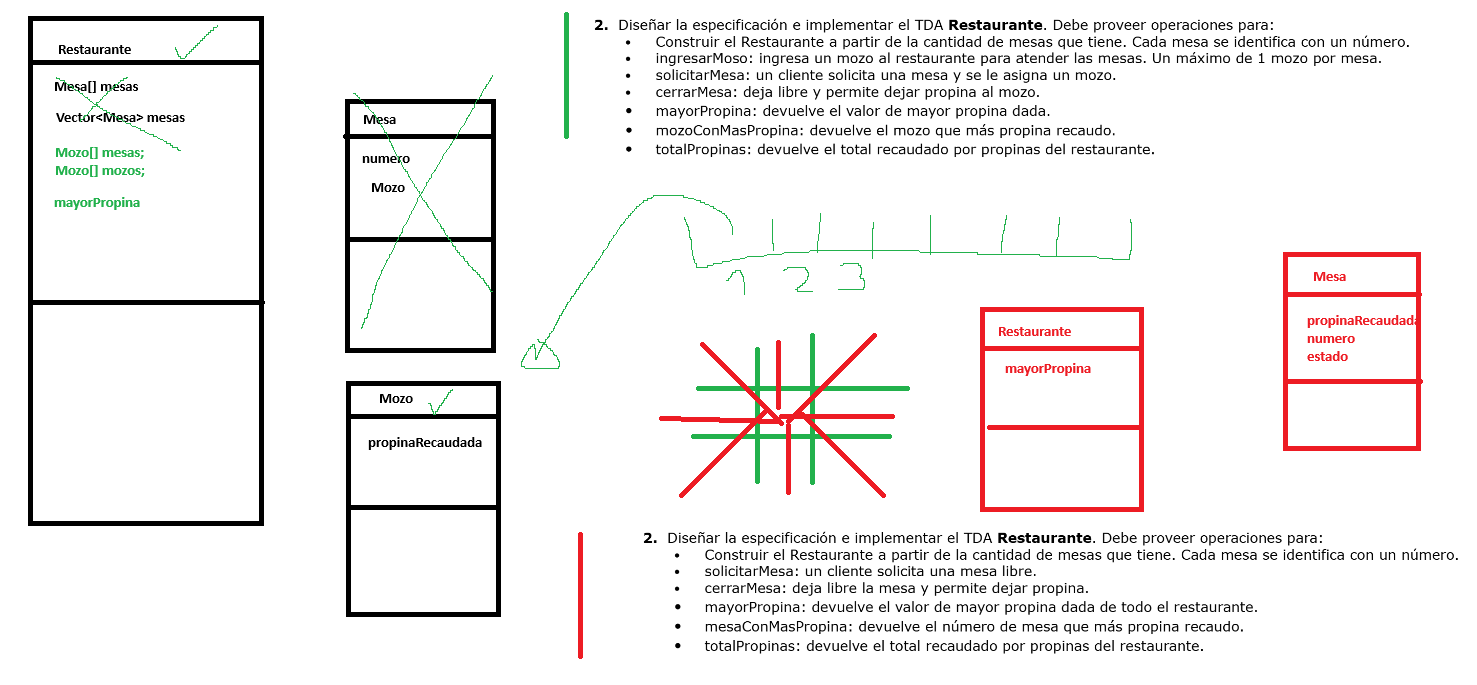 Restaurante
Mesa[] mesas
Vector<Mesa> mesas
Mozo[] mesas;
Mozo[] mozos;
mayorPropina
Mesa
numero
Mozo
Mozo
propinaRecaudada
2. Diseñar la especificación e implementar el TDA Restaurante. Debe proveer operaciones para:
• Construir el Restaurante a partir de la cantidad de mesas que tiene. Cada mesa se identifica con un número.
• ingresarMoso: ingresa un mozo al restaurante para atender las mesas. Un máximo de 1 mozo por mesa.
• solicitarMesa: un cliente solicita una mesa y se le asigna un mozo.
• cerrarMesa: deja libre y permite dejar propina al mozo.
• mayorPropina: devuelve el valor de mayor propina dada.
• mozoConMasPropina: devuelve el mozo que más propina recaudo.
• totalPropinas: devuelve el total recaudado por propinas del restaurante.
1 2 3
Restaurante
mayorPropina
Mesa
propinaRecaudada
numero
estado
2. Diseñar la especificación e implementar el TDA Restaurante. Debe proveer operaciones para:
• Construir el Restaurante a partir de la cantidad de mesas que tiene. Cada mesa se identifica con un número.
• solicitarMesa: un cliente solicita una mesa libre.
• cerrarMesa: deja libre la mesa y permite dejar propina.
• mayorPropina: devuelve el valor de mayor propina dada de todo el restaurante.
• mesaConMasPropina: devuelve el número de mesa que más propina recaudo.
• totalPropinas: devuelve el total recaudado por propinas del restaurante.